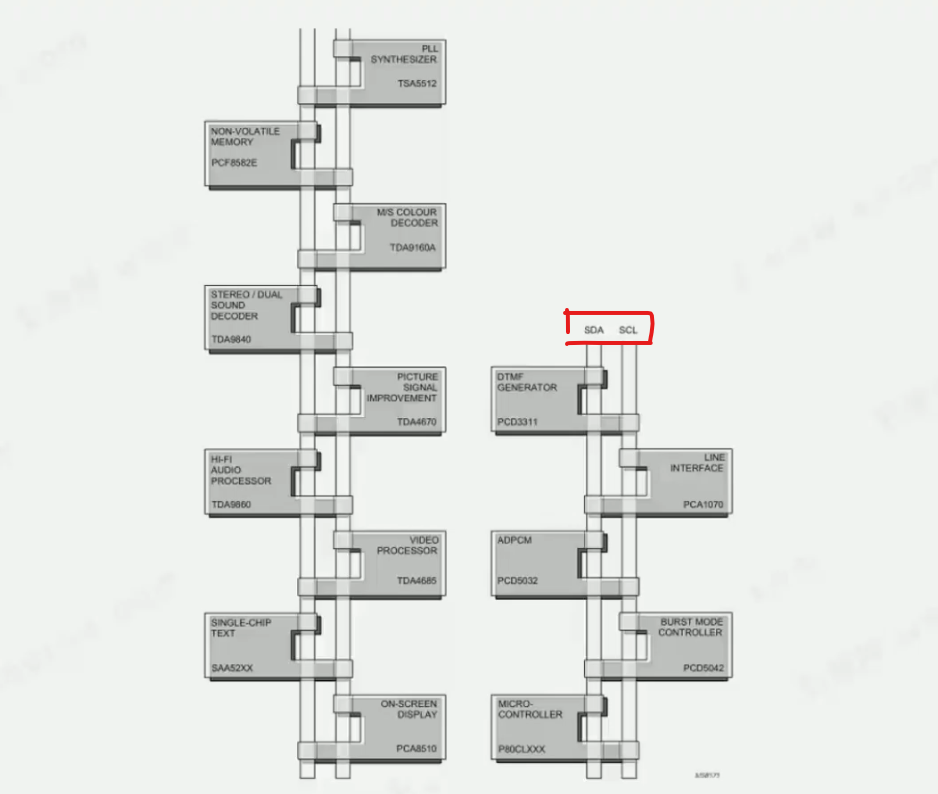 PLL
SYNTHESIZER
TSA5512
NON-VOLATILE
MEMORY
PCF8582E
M/S COLOUR
DECODER
TDA9160A
STEREO / DUAL
SOUND
DECODER
TDA9840
PICTURE
SIGNAL
IMPROVEMENT
TDA4670
HI-FI
AUDIO
PROCESSOR
TDA9860
VIDEO
PROCESSOR
TDA4685
SINGLE-CHIP
TEXT
SAA52XX
ON-SCREEN
DISPLAY
PCA8510
SDA SCL
DTMF
GENERATOR
PCD3311
LINE
INTERFACE
PCA1070
ADPCM
PCD5032
BURST MODE
CONTROLLER
PCD5042
MICRO-
CONTROLLER
P80CLXXX